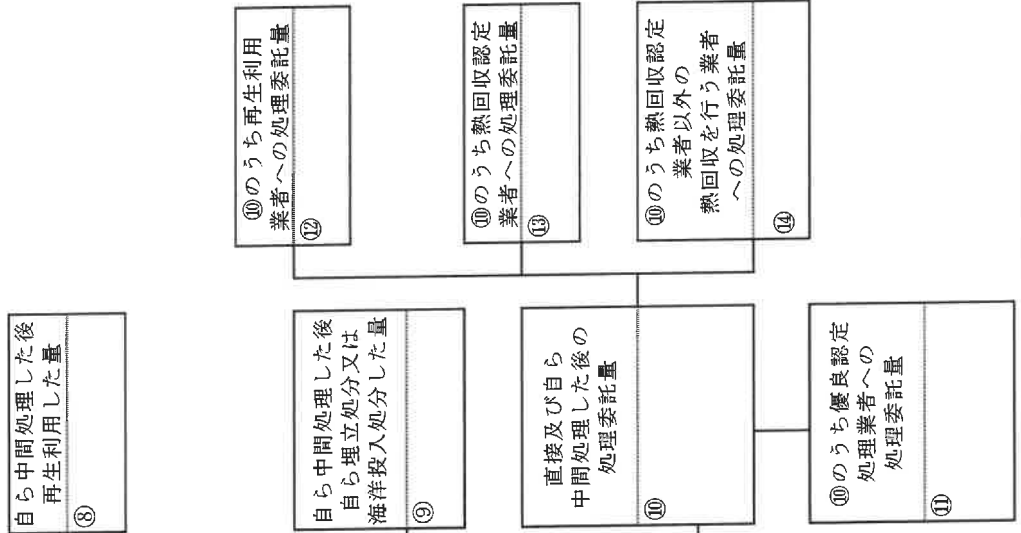 自ら中間処理した後
再生利用した量
⑧
自ら中間処理した後
自ら埋立処分又は
海洋投入処分した量
⑨
直接及び自ら
中間処理した後の
処理委託量
⑩
⑩のうち優良認定
処理業者への
処理委託量
⑪
⑩のうち再生利用
業者への処理委託量
⑫
⑩のうち熱回収認定
業者への処理委託量
⑬
⑩のうち熱回収認定
業者以外の
熱回収を行う業者
への処理委託量
⑭